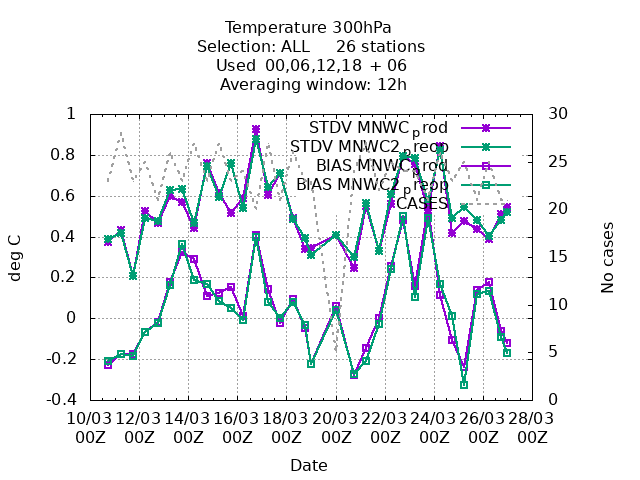 Temperature 300hPa
Selection: ALL 26 stations
Used 00,06,12,18 + 06
Averaging window: 12h
STDV MNWC_prod
STDV MNWC2_preop
BIAS MNWC_prod
BIAS MNWC2_preop
CASES
1
0.8
0.6
0.4
0.2
0
-0.2
-0.4
deg C
30
25
20
15
10
5
0
No cases
10/03 12/03 14/03 16/03 18/03 20/03 22/03 24/03 26/03 28/03
00Z 00Z 00Z 00Z 00Z 00Z 00Z 00Z 00Z 00Z
Date